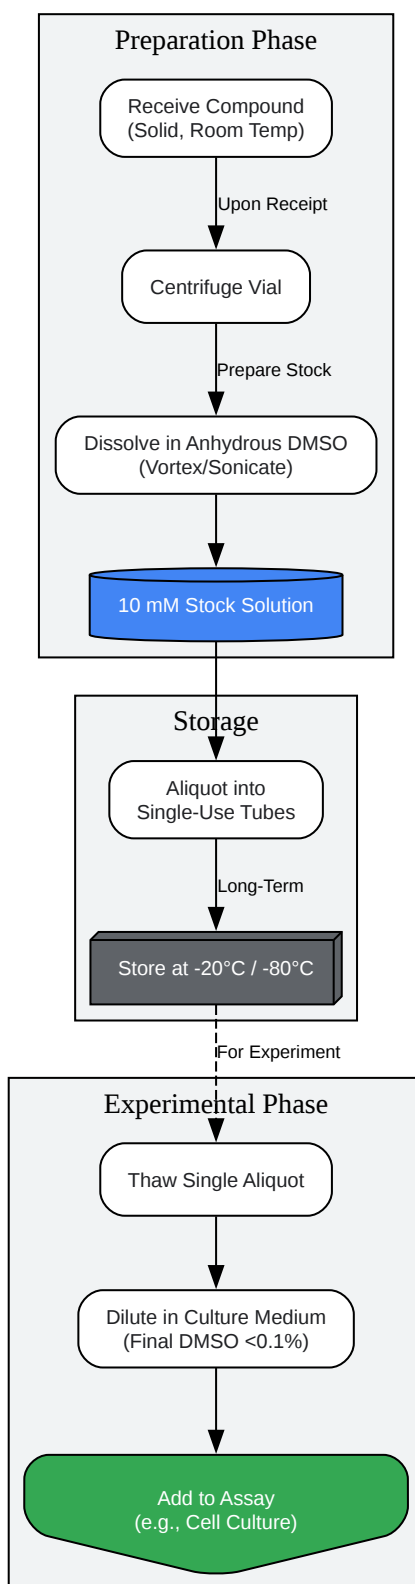 Preparation Phase
Receive Compound
(Solid, Room Temp)
Upon Receipt
Centrifuge Vial
Prepare Stock
Dissolve in Anhydrous DMSO
(Vortex/Sonicate)
10 mM Stock Solution
Storage
Aliquot into
Single-Use Tubes
Long-Term
Store at -20°C / -80°C
For Experiment
Experimental Phase
Thaw Single Aliquot
Dilute in Culture Medium
(Final DMSO <0.1%)
Add to Assay
(e.g., Cell Culture)